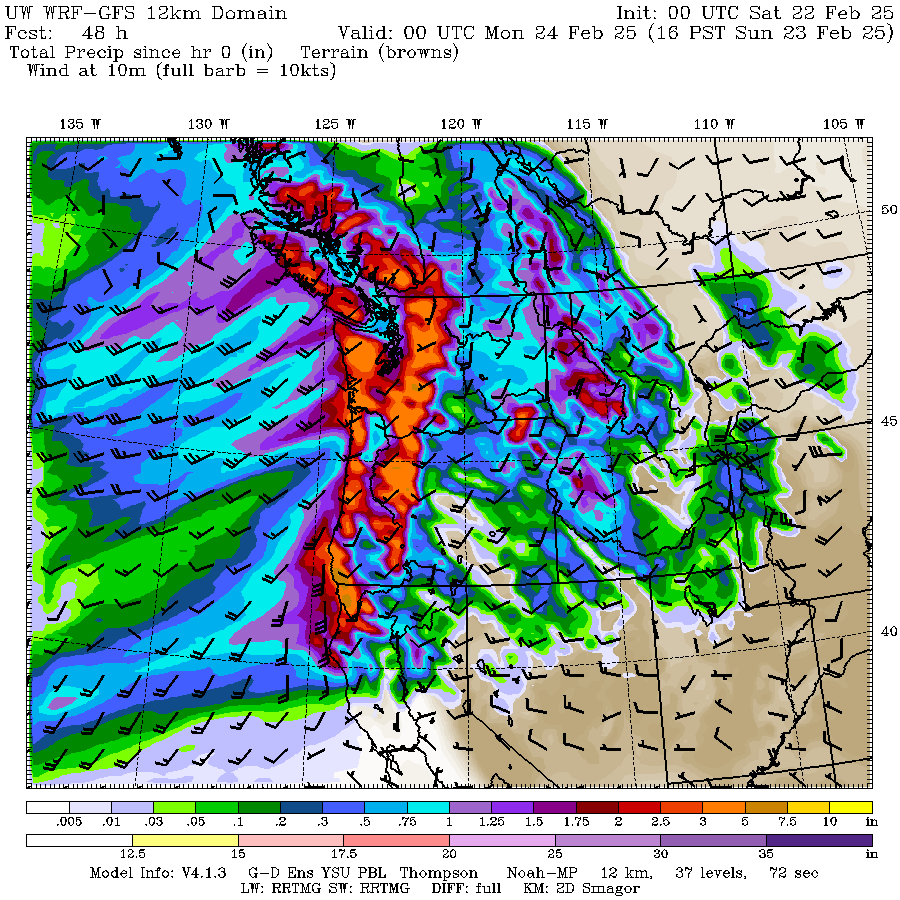 UW WRF-GFS 12km Domain Init: 00 UTC Sat 22 Feb 25
Fcst: 48 h Valid: 00 UTC Mon 24 Feb 25 (16 PST Sun 23 Feb 25)
Total Precip since hr 0 (in) Terrain (browns)
Wind at 10m (full barb = 10kts)
135 W 130 W 125 W 120 W 115 W 110 W 105 W
50
45
40
.005 .01 .03 .05 .1 .2 .3 .5 .75 1 1.25 1.5 1.75 2 2.5 3 5 7.5 10 in
12.5 15 17.5 20 25 30 35 in
Model Info: V4.1.3 G-D Ens YSU PBL Thompson Noah-MP 12 km, 37 levels, 72 sec
LW: RRTMG SW: RRTMG DIFF: full KM: 2D Smagor